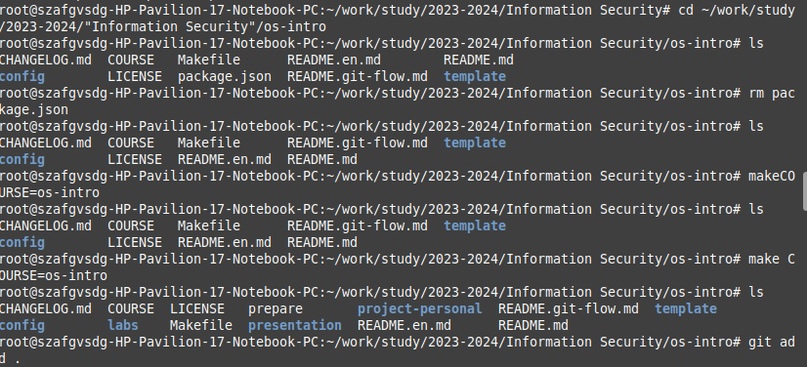 root@szafgvsdg-HP-Pavilion-17-Notebook-PC:~/work/study/2023-2024/Information Security# cd ~/work/study
/2023-2024/"Information Security"/os-intro
root@szafgvsdg-HP-Pavilion-17-Notebook-PC:~/work/study/2023-2024/Information Security/os-intro# ls
CHANGELOG.md  COURSE   Makefile      README.en.md        README.md
config        LICENSE  package.json  README.git-flow.md  template
root@szafgvsdg-HP-Pavilion-17-Notebook-PC:~/work/study/2023-2024/Information Security/os-intro# rm pac
kage.json
root@szafgvsdg-HP-Pavilion-17-Notebook-PC:~/work/study/2023-2024/Information Security/os-intro# ls
CHANGELOG.md  COURSE   Makefile      README.git-flow.md  template
config        LICENSE  README.en.md  README.md
root@szafgvsdg-HP-Pavilion-17-Notebook-PC:~/work/study/2023-2024/Information Security/os-intro# makeCO
URSE=os-intro
root@szafgvsdg-HP-Pavilion-17-Notebook-PC:~/work/study/2023-2024/Information Security/os-intro# ls
CHANGELOG.md  COURSE   Makefile      README.git-flow.md  template
config        LICENSE  README.en.md  README.md
root@szafgvsdg-HP-Pavilion-17-Notebook-PC:~/work/study/2023-2024/Information Security/os-intro# make C
OURSE=os-intro
root@szafgvsdg-HP-Pavilion-17-Notebook-PC:~/work/study/2023-2024/Information Security/os-intro# ls
CHANGELOG.md  COURSE  LICENSE   prepare       project-personal  README.git-flow.md  template
config        labs    Makefile  presentation  README.en.md      README.md
root@szafgvsdg-HP-Pavilion-17-Notebook-PC:~/work/study/2023-2024/Information Security/os-intro# git ad
d .